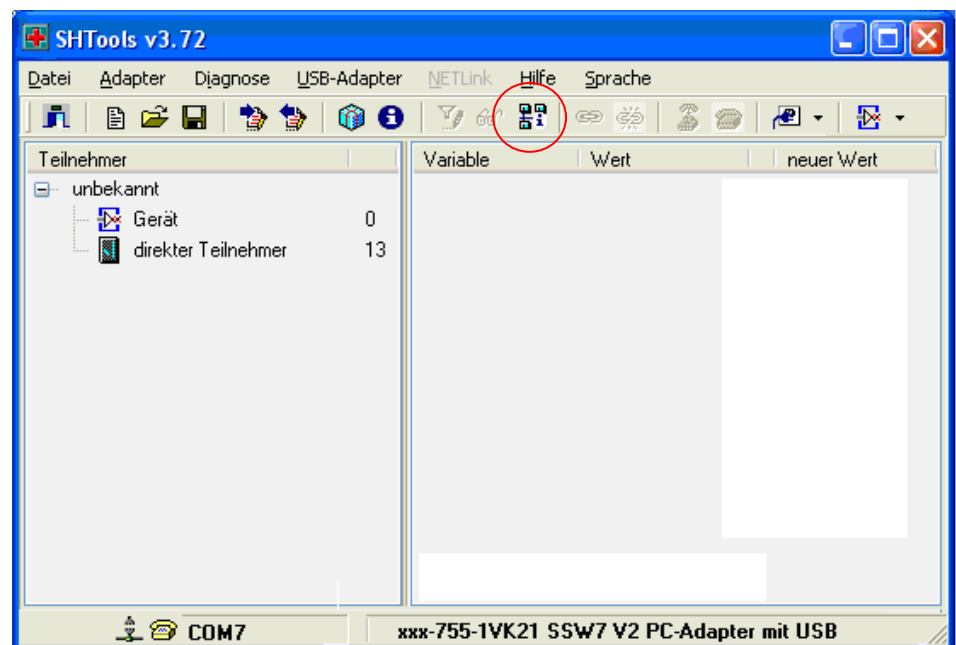 SHTools v3.72
Datei Adapter Diagnose USB-Adapter NETLink Hilfe Sprache
Teilnehmer Variable Wert neuer Wert
unbekannt
Gerät 0
direkter Teilnehmer 13
COM7 xxx-755-1VK21 SSW7 V2 PC-Adapter mit USB